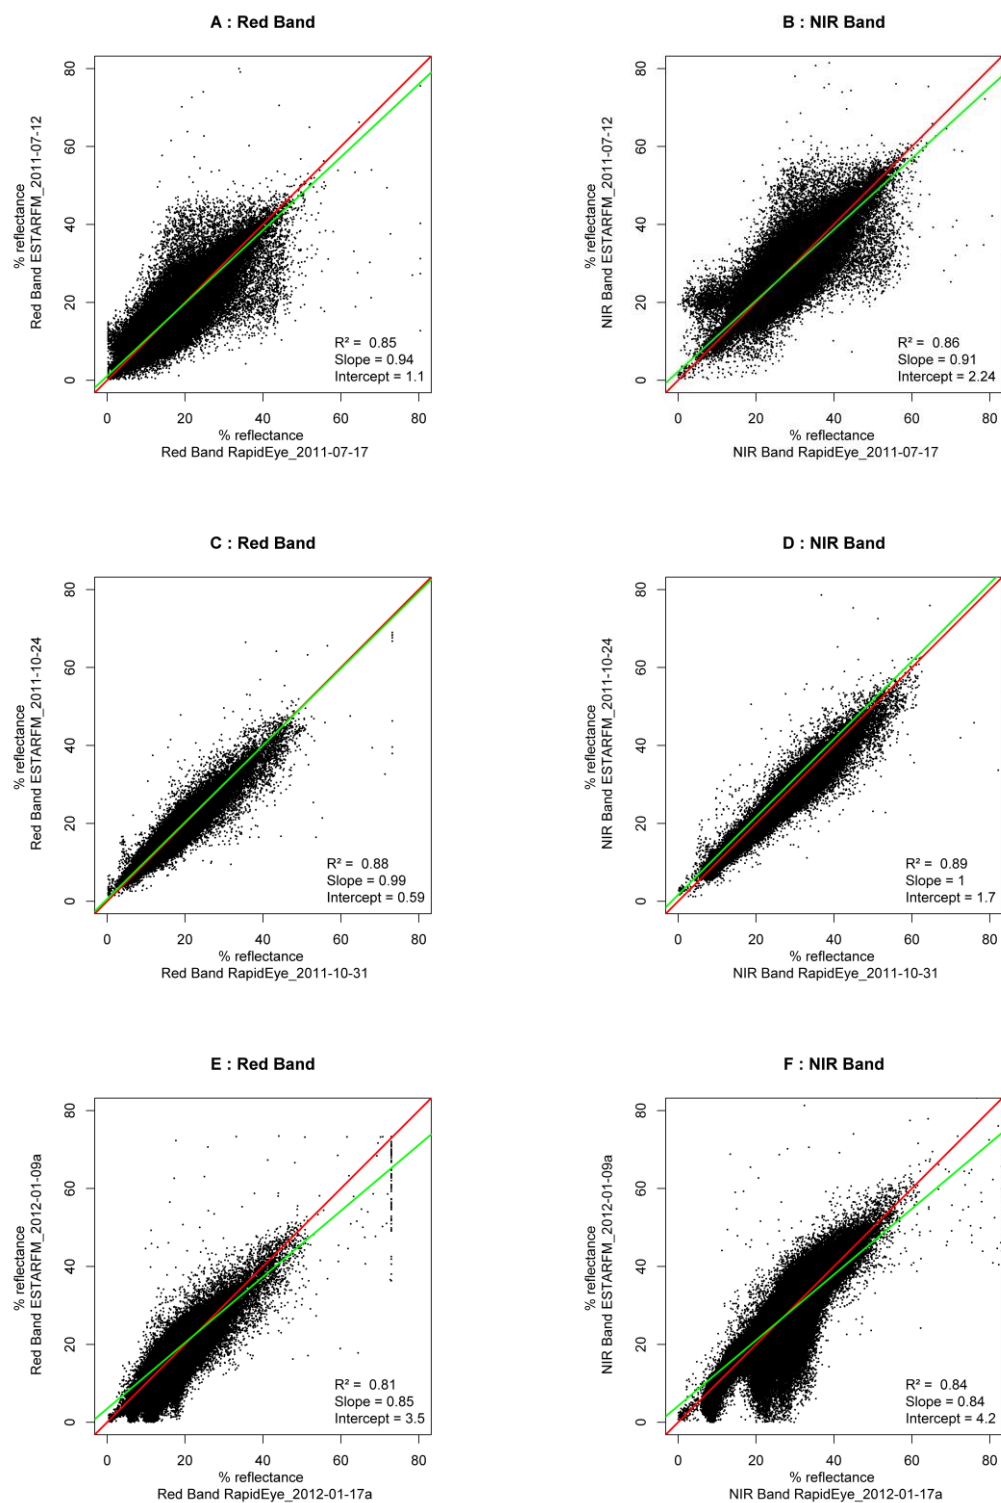 A : Red Band
B : NIR Band
80
60
40
20
0
% reflectance
Red Band ESTARFM_2011-07-12
R² = 0.85
Slope = 0.94
Intercept = 1.1
0 20 40 60 80
% reflectance
Red Band RapidEye_2011-07-17
80
60
40
20
0
% reflectance
NIR Band ESTARFM_2011-07-12
R² = 0.86
Slope = 0.91
Intercept = 2.24
0 20 40 60 80
% reflectance
NIR Band RapidEye_2011-07-17
C : Red Band
D : NIR Band
80
60
40
20
0
% reflectance
Red Band ESTARFM_2011-10-24
R² = 0.88
Slope = 0.99
Intercept = 0.59
0 20 40 60 80
% reflectance
Red Band RapidEye_2011-10-31
80
60
40
20
0
% reflectance
NIR Band ESTARFM_2011-10-24
R² = 0.89
Slope = 1
Intercept = 1.7
0 20 40 60 80
% reflectance
NIR Band RapidEye_2011-10-31
E : Red Band
F : NIR Band
80
60
40
20
0
% reflectance
Red Band ESTARFM_2012-01-09a
R² = 0.81
Slope = 0.85
Intercept = 3.5
0 20 40 60 80
% reflectance
Red Band RapidEye_2012-01-17a
80
60
40
20
0
% reflectance
NIR Band ESTARFM_2012-01-09a
R² = 0.84
Slope = 0.84
Intercept = 4.2
0 20 40 60 80
% reflectance
NIR Band RapidEye_2012-01-17a